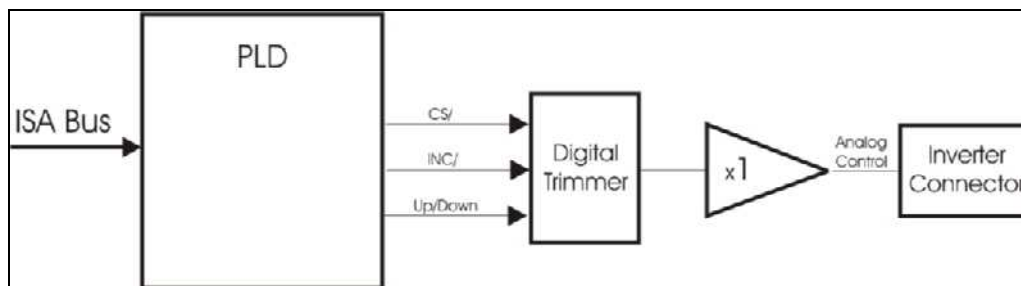 PLD
ISA Bus
CS/
INC/
Up/Down
Digital
Trimmer
x1
Analog
Control
Inverter
Connector